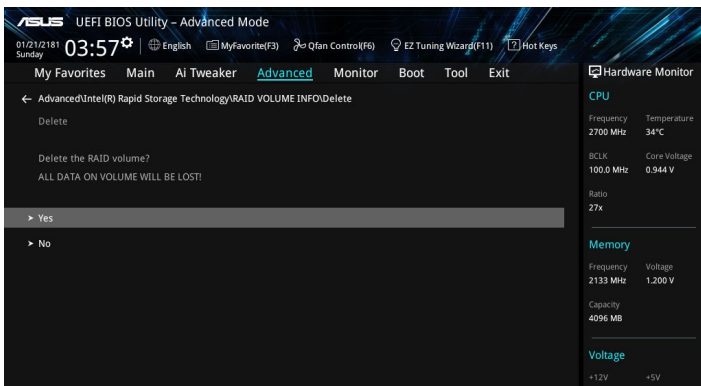 ASUS UEFI BIOS Utility – Advanced Mode
01/21/2181 Sunday 03:57 English MyFavorite(F3) Qfan Control(F6) EZ Tuning Wizard(F11) ? Hot Keys
My Favorites Main Ai Tweaker Advanced Monitor Boot Tool Exit
← Advanced\Intel(R) Rapid Storage Technology\RAID VOLUME INFO\Delete
Delete
Delete the RAID volume?
ALL DATA ON VOLUME WILL BE LOST!
Yes
No
Hardware Monitor
CPU
Frequency Temperature
2700 MHz 34°C
BCLK Core Voltage
100.0 MHz 0.944 V
Ratio
27x
Memory
Frequency Voltage
2133 MHz 1.200 V
Capacity
4096 MB
Voltage
+12V +5V